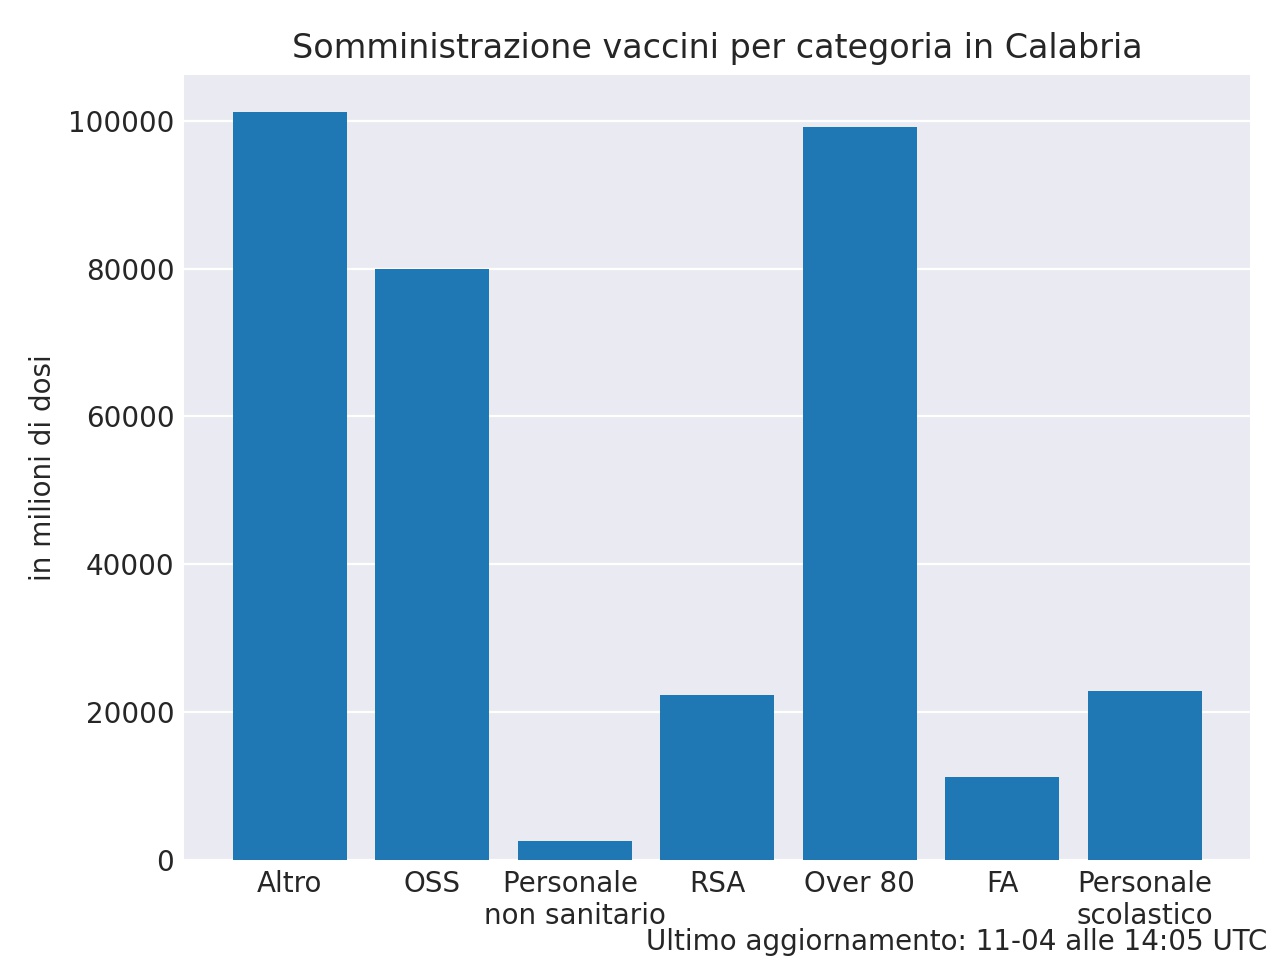 Somministrazione vaccini per categoria in Calabria
100000
80000
60000
40000
20000
0
in milioni di dosi
Altro
OSS
Personale
non sanitario
RSA
Over 80
FA
Personale
scolastico
Ultimo aggiornamento: 11-04 alle 14:05 UTC